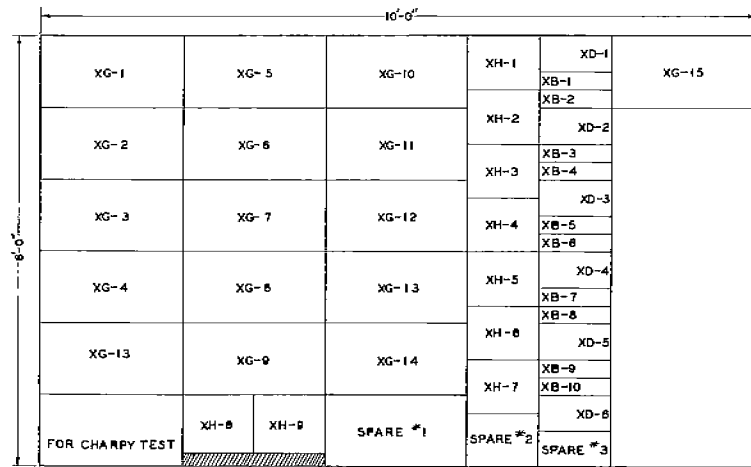 10'-0"
XG-1
XG-5
XG-10
XH-1
XD-1
XB-1
XB-2
XG-15
XG-2
XG-6
XG-11
XH-2
XD-2
XB-3
XB-4
XH-3
XG-3
XG-7
XG-12
XH-4
XD-3
XB-5
XB-6
8'-0"
XG-4
XG-8
XG-13
XH-5
XD-4
XB-7
XB-8
XG-13
XG-9
XG-14
XH-6
XD-5
XB-9
XB-10
XH-7
FOR CHARPY TEST
XH-8
XH-9
SPARE #1
SPARE #2
XD-6
SPARE #3